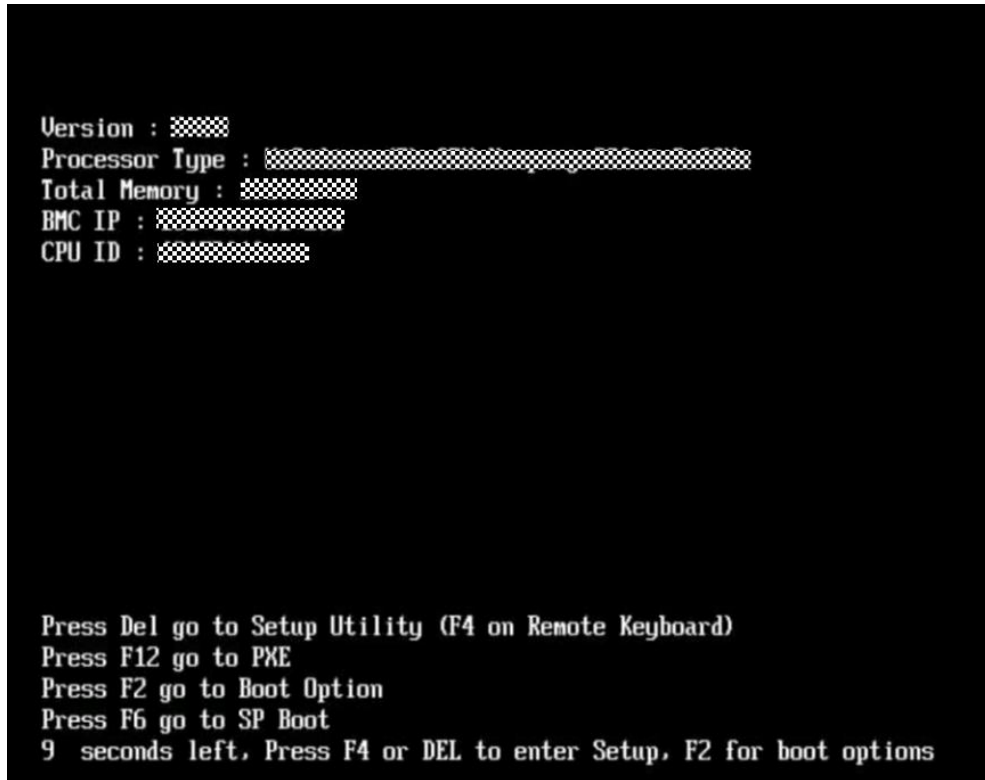 Version :
Processor Type :
Total Memory :
BMC IP :
CPU ID :
Press Del go to Setup Utility (F4 on Remote Keyboard)
Press F12 go to PXE
Press F2 go to Boot Option
Press F6 go to SP Boot
9 seconds left, Press F4 or DEL to enter Setup, F2 for boot options